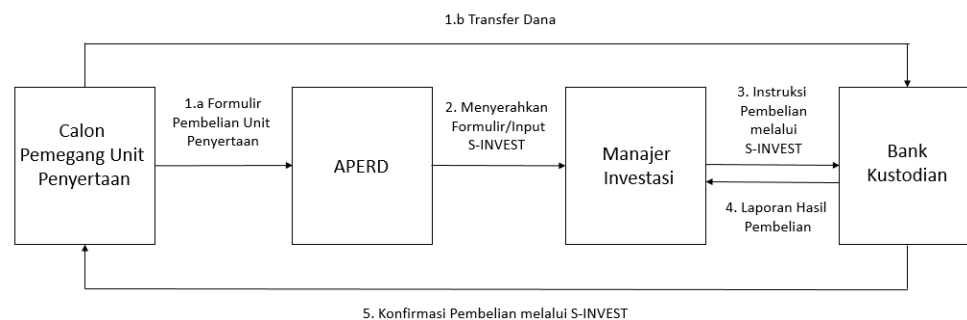 1.b Transfer Dana
Calon
Pemegang Unit
Penyertaan
1.a Formulir
Pembelian Unit
Penyertaan
APERD
2. Menyerahkan
Formulir/Input
S-INVEST
Manajer
Investasi
3. Instruksi
Pembelian
melalui
S-INVEST
4. Laporan Hasil
Pembelian
Bank
Kustodian
5. Konfirmasi Pembelian melalui S-INVEST